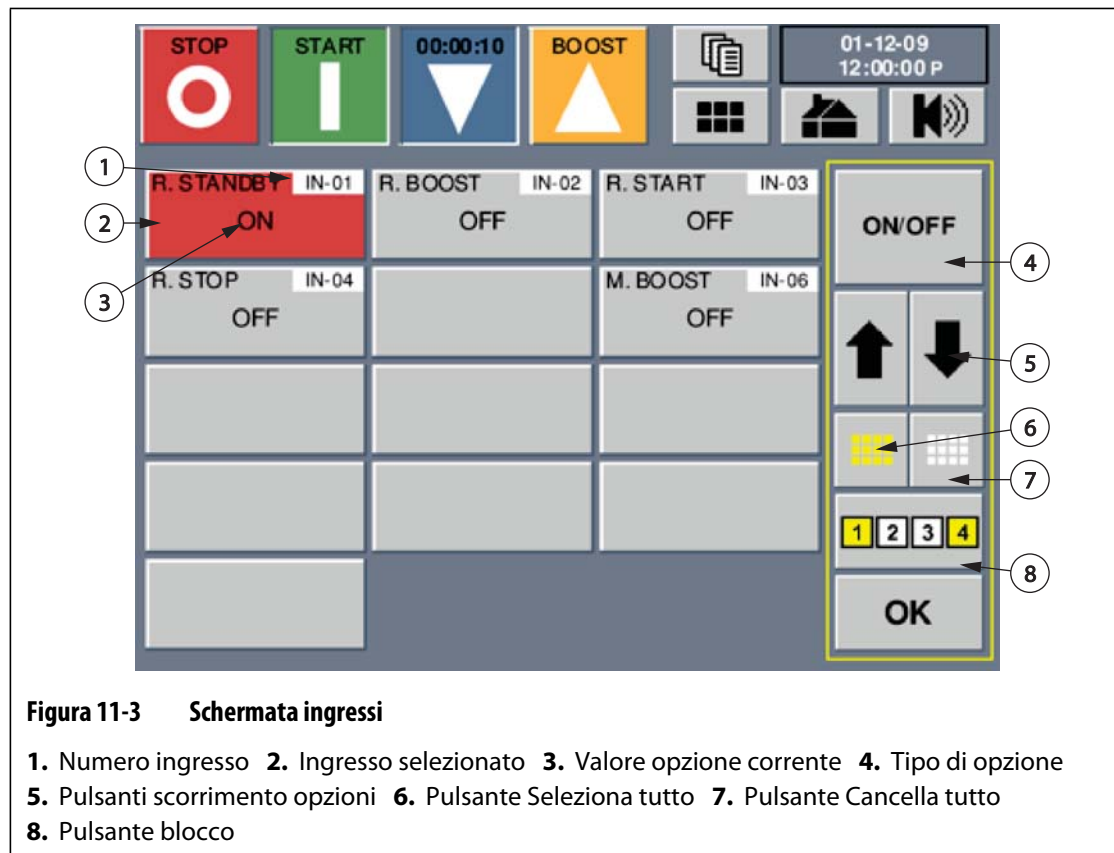 STOP START 00:00:10 BOOST
01-12-09
12:00:00 P
1
R. STANDBY IN-01 R. BOOST IN-02 R. START IN-03
2
ON OFF OFF ON/OFF
4
3
R. STOP IN-04 M. BOOST IN-06
OFF OFF
5
6
7
1 2 3 4
8
OK
Figura 11-3 Schermata ingressi
1. Numero ingresso 2. Ingresso selezionato 3. Valore opzione corrente 4. Tipo di opzione
5. Pulsanti scorrimento opzioni 6. Pulsante Seleziona tutto 7. Pulsante Cancella tutto
8. Pulsante blocco